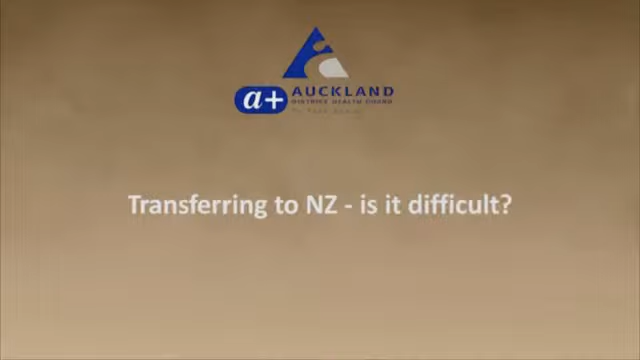 a+
AUCKLAND
DISTRICT HEALTH BOARD
Transferring to NZ - is it difficult?